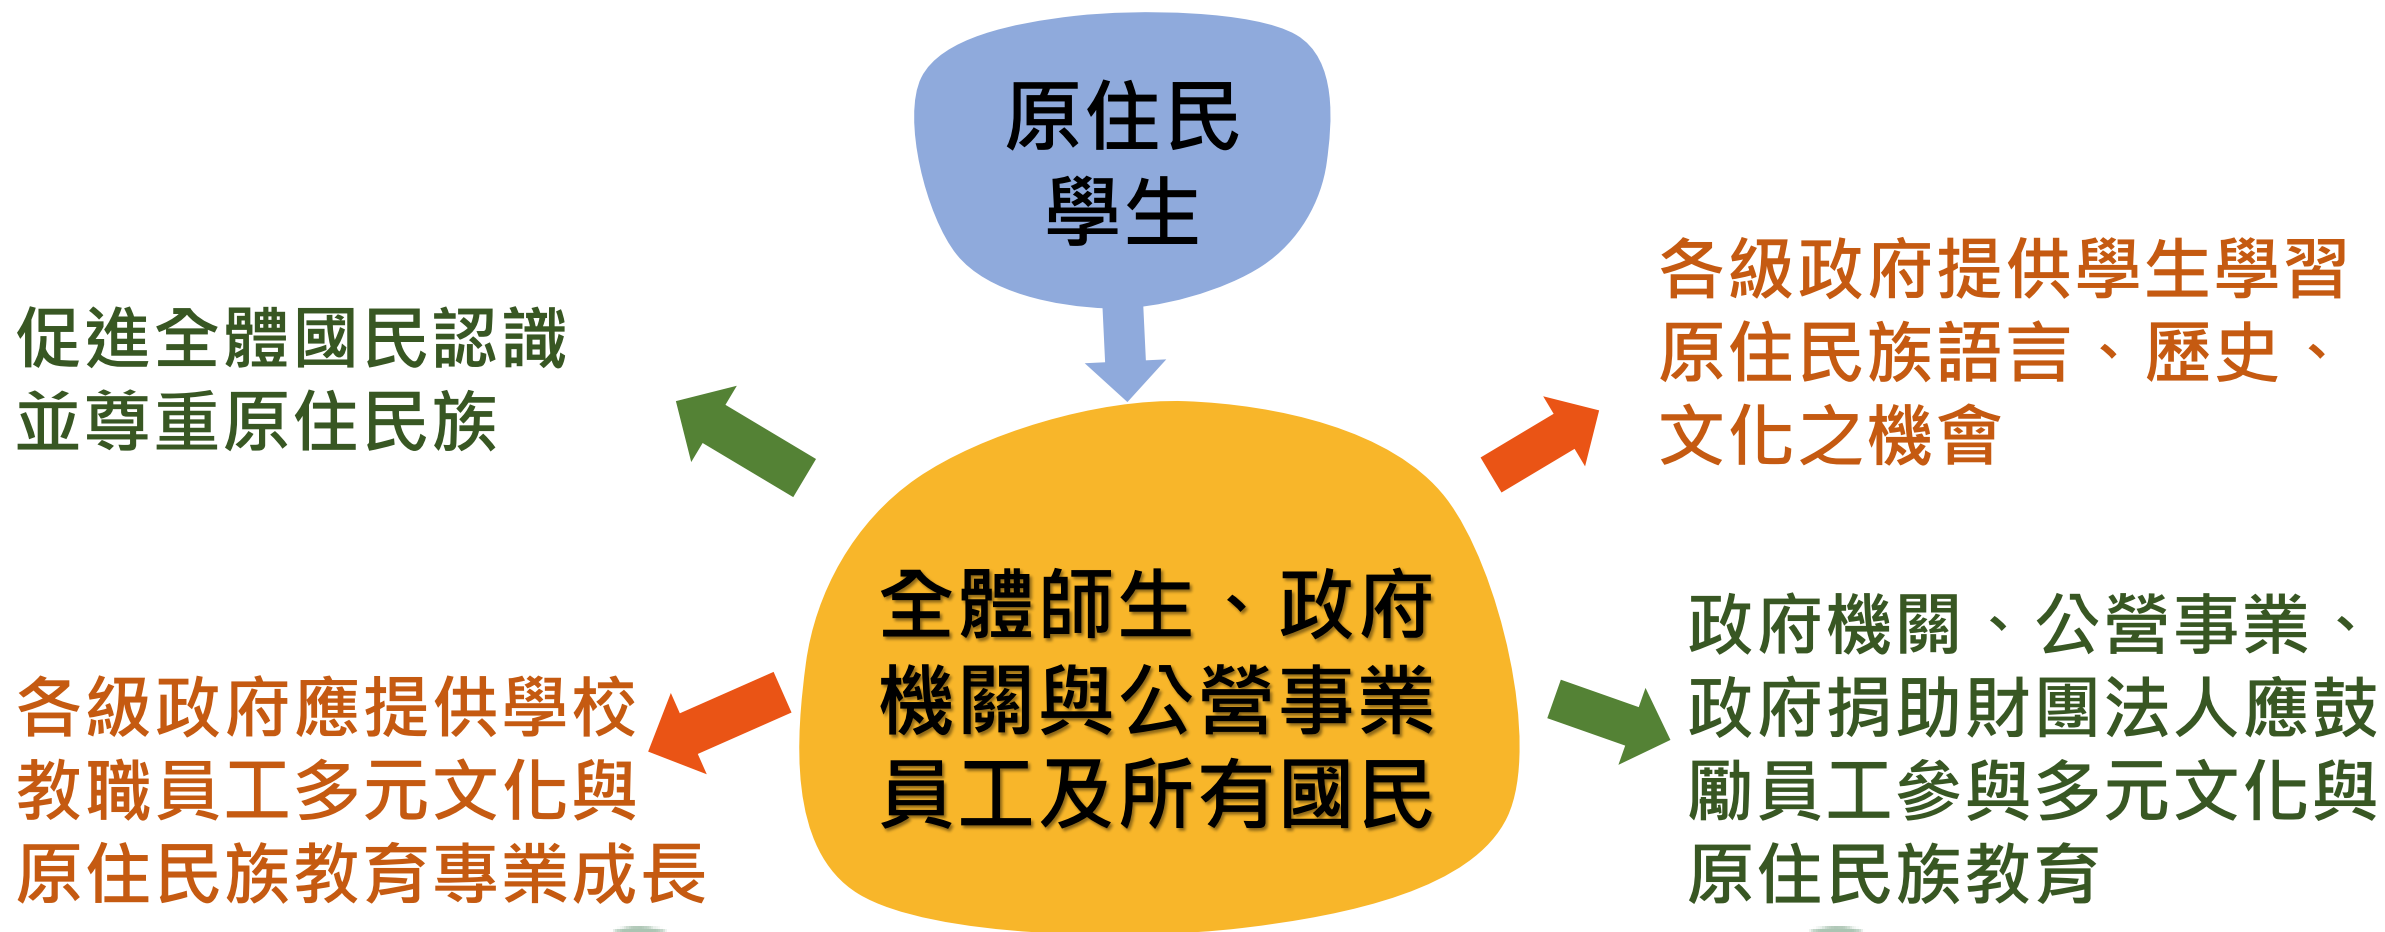 原住民
學生
促進全體國民認識
並尊重原住民族
各級政府提供學生學習
原住民族語言、歷史、
文化之機會
全體師生、政府
機關與公營事業
員工及所有國民
各級政府應提供學校
教職員工多元文化與
原住民族教育專業成長
政府機關、公營事業、
政府捐助財團法人應鼓
勵員工參與多元文化與
原住民族教育